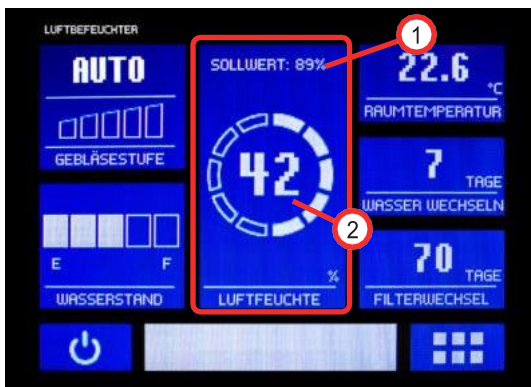 LUFTBEFEUCHTER
AUTO
GEBLÄSESTUFE
E F
WASSERSTAND
SOLLWERT: 89%
42
%
LUFTFEUCHTE
22.6
°C
RAUMTEMPERATUR
7
TAGE
WASSER WECHSELN
70
TAGE
FILTERWECHSEL
1
2